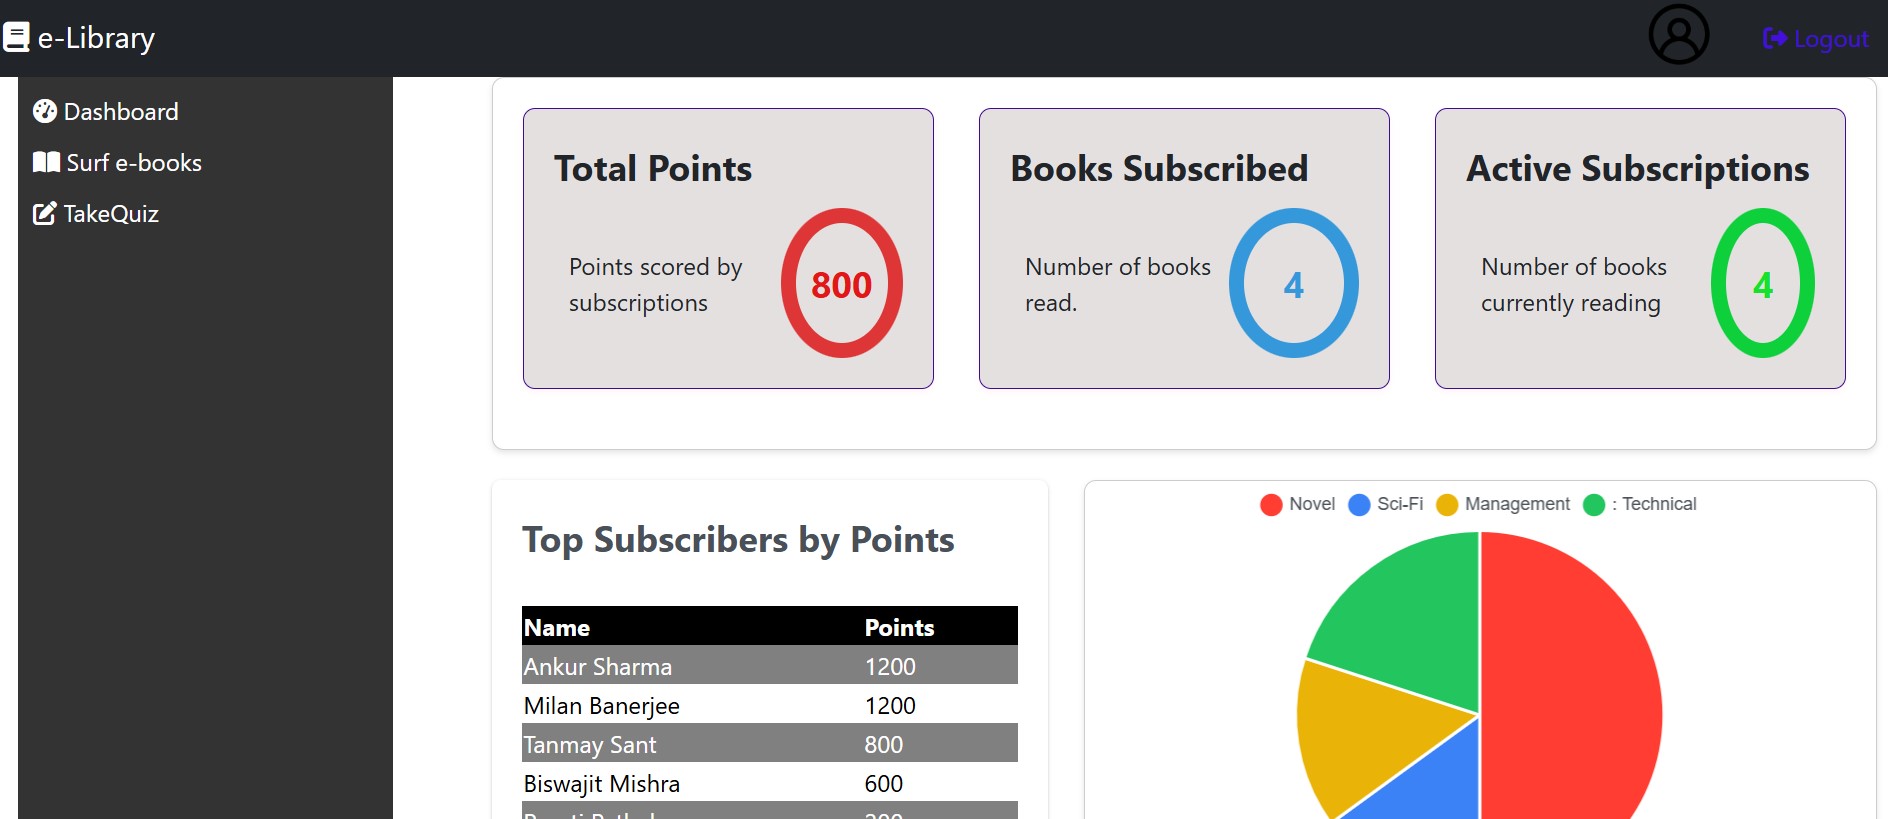 e-Library
Logout
Dashboard
Surf e-books
TakeQuiz
Total Points
Points scored by
subscriptions
800
Books Subscribed
Number of books
read.
4
Active Subscriptions
Number of books
currently reading
4
Top Subscribers by Points
Name Points
Ankur Sharma 1200
Milan Banerjee 1200
Tanmay Sant 800
Biswajit Mishra 600
Novel Sci-Fi Management : Technical